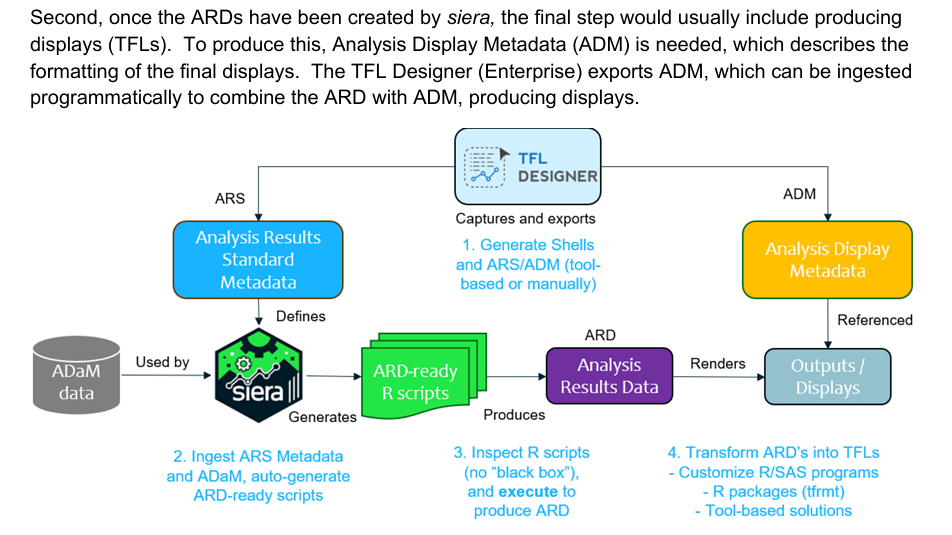 Second, once the ARDs have been created by siera, the final step would usually include producing
displays (TFLs).  To produce this, Analysis Display Metadata (ADM) is needed, which describes the
formatting of the final displays.  The TFL Designer (Enterprise) exports ADM, which can be ingested
programmatically to combine the ARD with ADM, producing displays.
TFL
DESIGNER
ARS
ADM
Captures and exports
Analysis Results
Standard
Metadata
1. Generate Shells
and ARS/ADM (tool-
based or manually)
Analysis Display
Metadata
Defines
Referenced
ADaM
data
Used by
siera
Generates
ARD-ready
R scripts
Produces
ARD
Analysis
Results Data
Renders
Outputs /
Displays
2. Ingest ARS Metadata
and ADaM, auto-generate
ARD-ready scripts
3. Inspect R scripts
(no “black box”),
and execute to
produce ARD
4. Transform ARD’s into TFLs
- Customize R/SAS programs
- R packages (tfrmt)
- Tool-based solutions